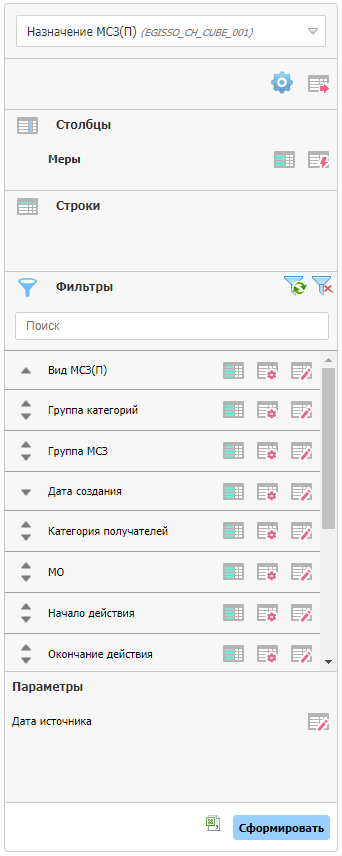 Назначение МСЗ(П) (EGISSO_CH_CUBE_001)
Столбцы
Меры
Строки
Фильтры
Поиск
Вид МСЗ(П)
Группа категорий
Группа МСЗ
Дата создания
Категория получателей
МО
Начало действия
Окончание действия
Параметры
Дата источника
Сформировать